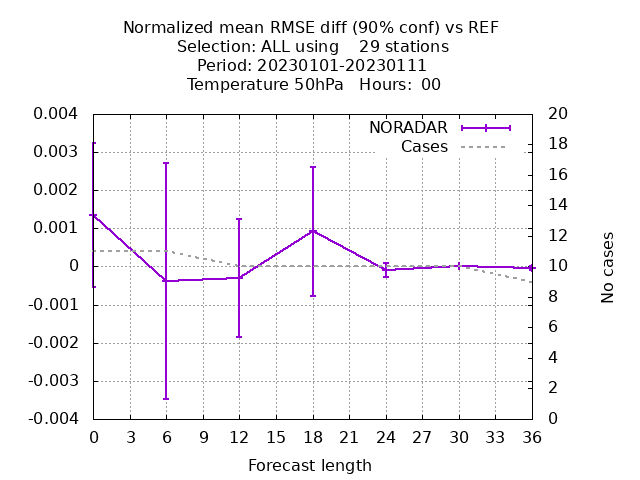 Normalized mean RMSE diff (90% conf) vs REF
Selection: ALL using    29 stations
Period: 20230101-20230111
Temperature 50hPa   Hours:  00
NORADAR
Cases
0.004
0.003
0.002
0.001
0
-0.001
-0.002
-0.003
-0.004
20
18
16
14
12
10
8
6
4
2
0
No cases
0 3 6 9 12 15 18 21 24 27 30 33 36
Forecast length